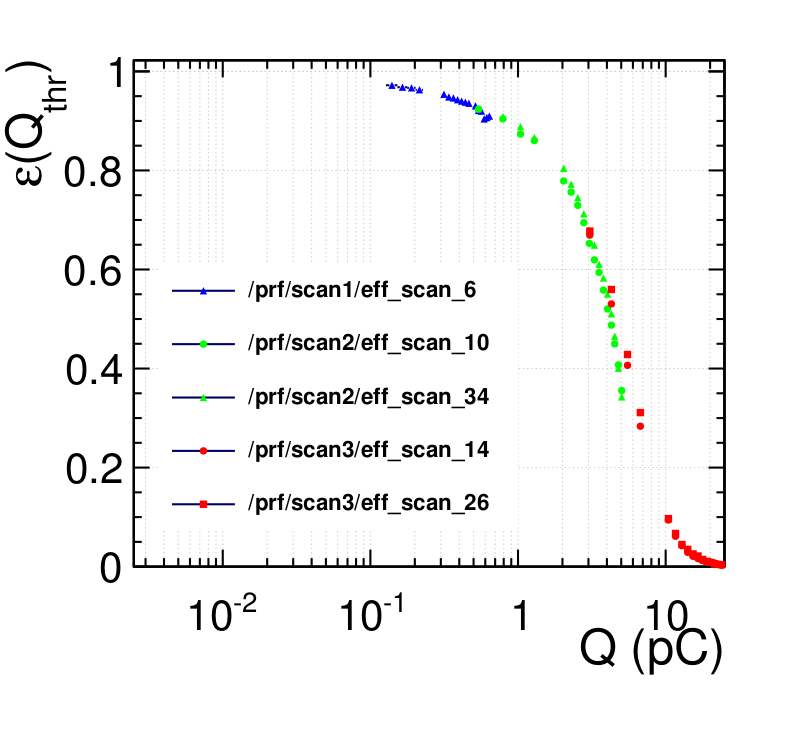 ε(Q_thr)
1
0.8
0.6
0.4
0.2
0
/prf/scan1/eff_scan_6
/prf/scan2/eff_scan_10
/prf/scan2/eff_scan_34
/prf/scan3/eff_scan_14
/prf/scan3/eff_scan_26
10^-2 10^-1 1 10
Q (pC)